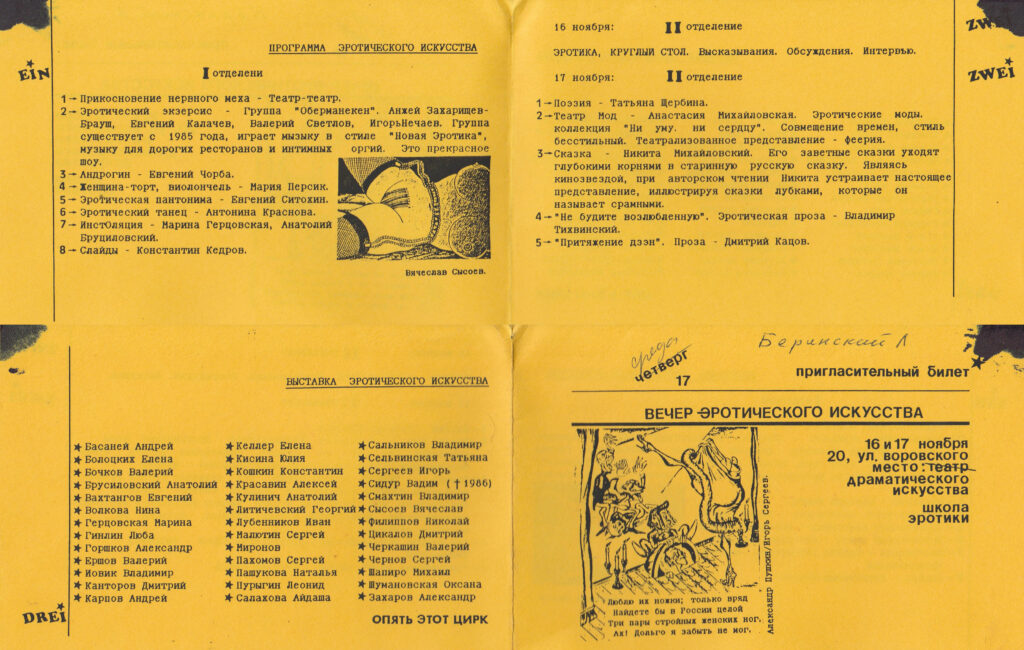 EIN
ПРОГРАММА ЭРОТИЧЕСКОГО ИСКУССТВА
I отделени
1 → Прикосновение нервного меха - Театр-театр.
2 → Эротический экзерсис - Группа "Оберманекен". Анжей Захарищев-
Брауш, Евгений Калачев, Валерий Светлов, ИгорьНечаев. Группа
существует с 1985 года, играет мызыку в стиле "Новая Эротика",
музыку для дорогих ресторанов и интимных оргий. Это прекрасное
шоу.
3 → Андрогин - Евгений Чорба.
4 → Женщина-торт, виолончель - Мария Персик.
5 → Эротическая пантомима - Евгений Ситохин.
6 → Эротический танец - Антонина Краснова.
7 → Инстоляция - Марина Герцовская, Анатолий
Бруциловский.
8 → Слайды - Константин Кедров.
Вячеслав Сысоев.
16 ноября: II отделение
ЭРОТИКА, КРУГЛЫЙ СТОЛ. Высказывания. Обсуждения. Интервью.
17 ноября: II отделение
1 → Поэзия - Татьяна Щербина.
2 → Театр Мод - Анастасия Михайловская. Эротические моды.
коллекция "Ни уму. ни сердцу". Совмещение времен, стиль
бесстильный. Театрализованное представление - феерия.
3 → Сказка - Никита Михайловский. Его заветные сказки уходят
глубокими корнями в старинную русскую сказку. Являясь
кинозвездой, при авторском чтении Никита устраивает настоящее
представление, иллюстрируя сказки лубками, которые он
называет срамными.
4 → "Не будите возлюбленную". Эротическая проза - Владимир
Тихвинский.
5 → "Притяжение дзэн". Проза - Дмитрий Кацов.
ZWEI
ZWEI
ВЫСТАВКА ЭРОТИЧЕСКОГО ИСКУССТВА
★ Басаней Андрей
★ Болоцких Елена
★ Бочков Валерий
★ Брусиловский Анатолий
★ Вахтангов Евгений
★ Волкова Нина
★ Герцовская Марина
★ Гинлин Люба
★ Горшков Александр
★ Ершов Валерий
★ Иовик Владимир
★ Канторов Дмитрий
★ Карпов Андрей
★ Келлер Елена
★ Кисина Юлия
★ Кошкин Константин
★ Красавин Алексей
★ Кулинич Анатолий
★ Литичевский Георгий
★ Лубенников Иван
★ Малютин Сергей
★ Миронов
★ Пахомов Сергей
★ Пашукова Наталья
★ Пурыгин Леонид
★ Салахова Айдаша
★ Сальников Владимир
★ Сельвинская Татьяна
★ Сергеев Игорь
★ Сидур Вадим (†1986)
★ Смахтин Владимир
★ Сысоев Вячеслав
★ Филиппов Николай
★ Цикалов Дмитрий
★ Черкашин Валерий
★ Чернов Сергей
★ Шапиро Михаил
★ Шумановская Оксана
★ Захаров Александр
DREI
ОПЯТЬ ЭТОТ ЦИРК
среда
четверг
17
Беринский Л
пригласительный билет
ВЕЧЕР ЭРОТИЧЕСКОГО ИСКУССТВА
16 и 17 ноября
20, ул. воровского
место: театр
драматического
искусства
школа
эротики
Александр Пушкин/Игорь Сергеев.
Люблю их ножки; только вряд
Найдете вы в России целой
Три пары стройных женских ног.
Ах! Долго я забыть не мог.